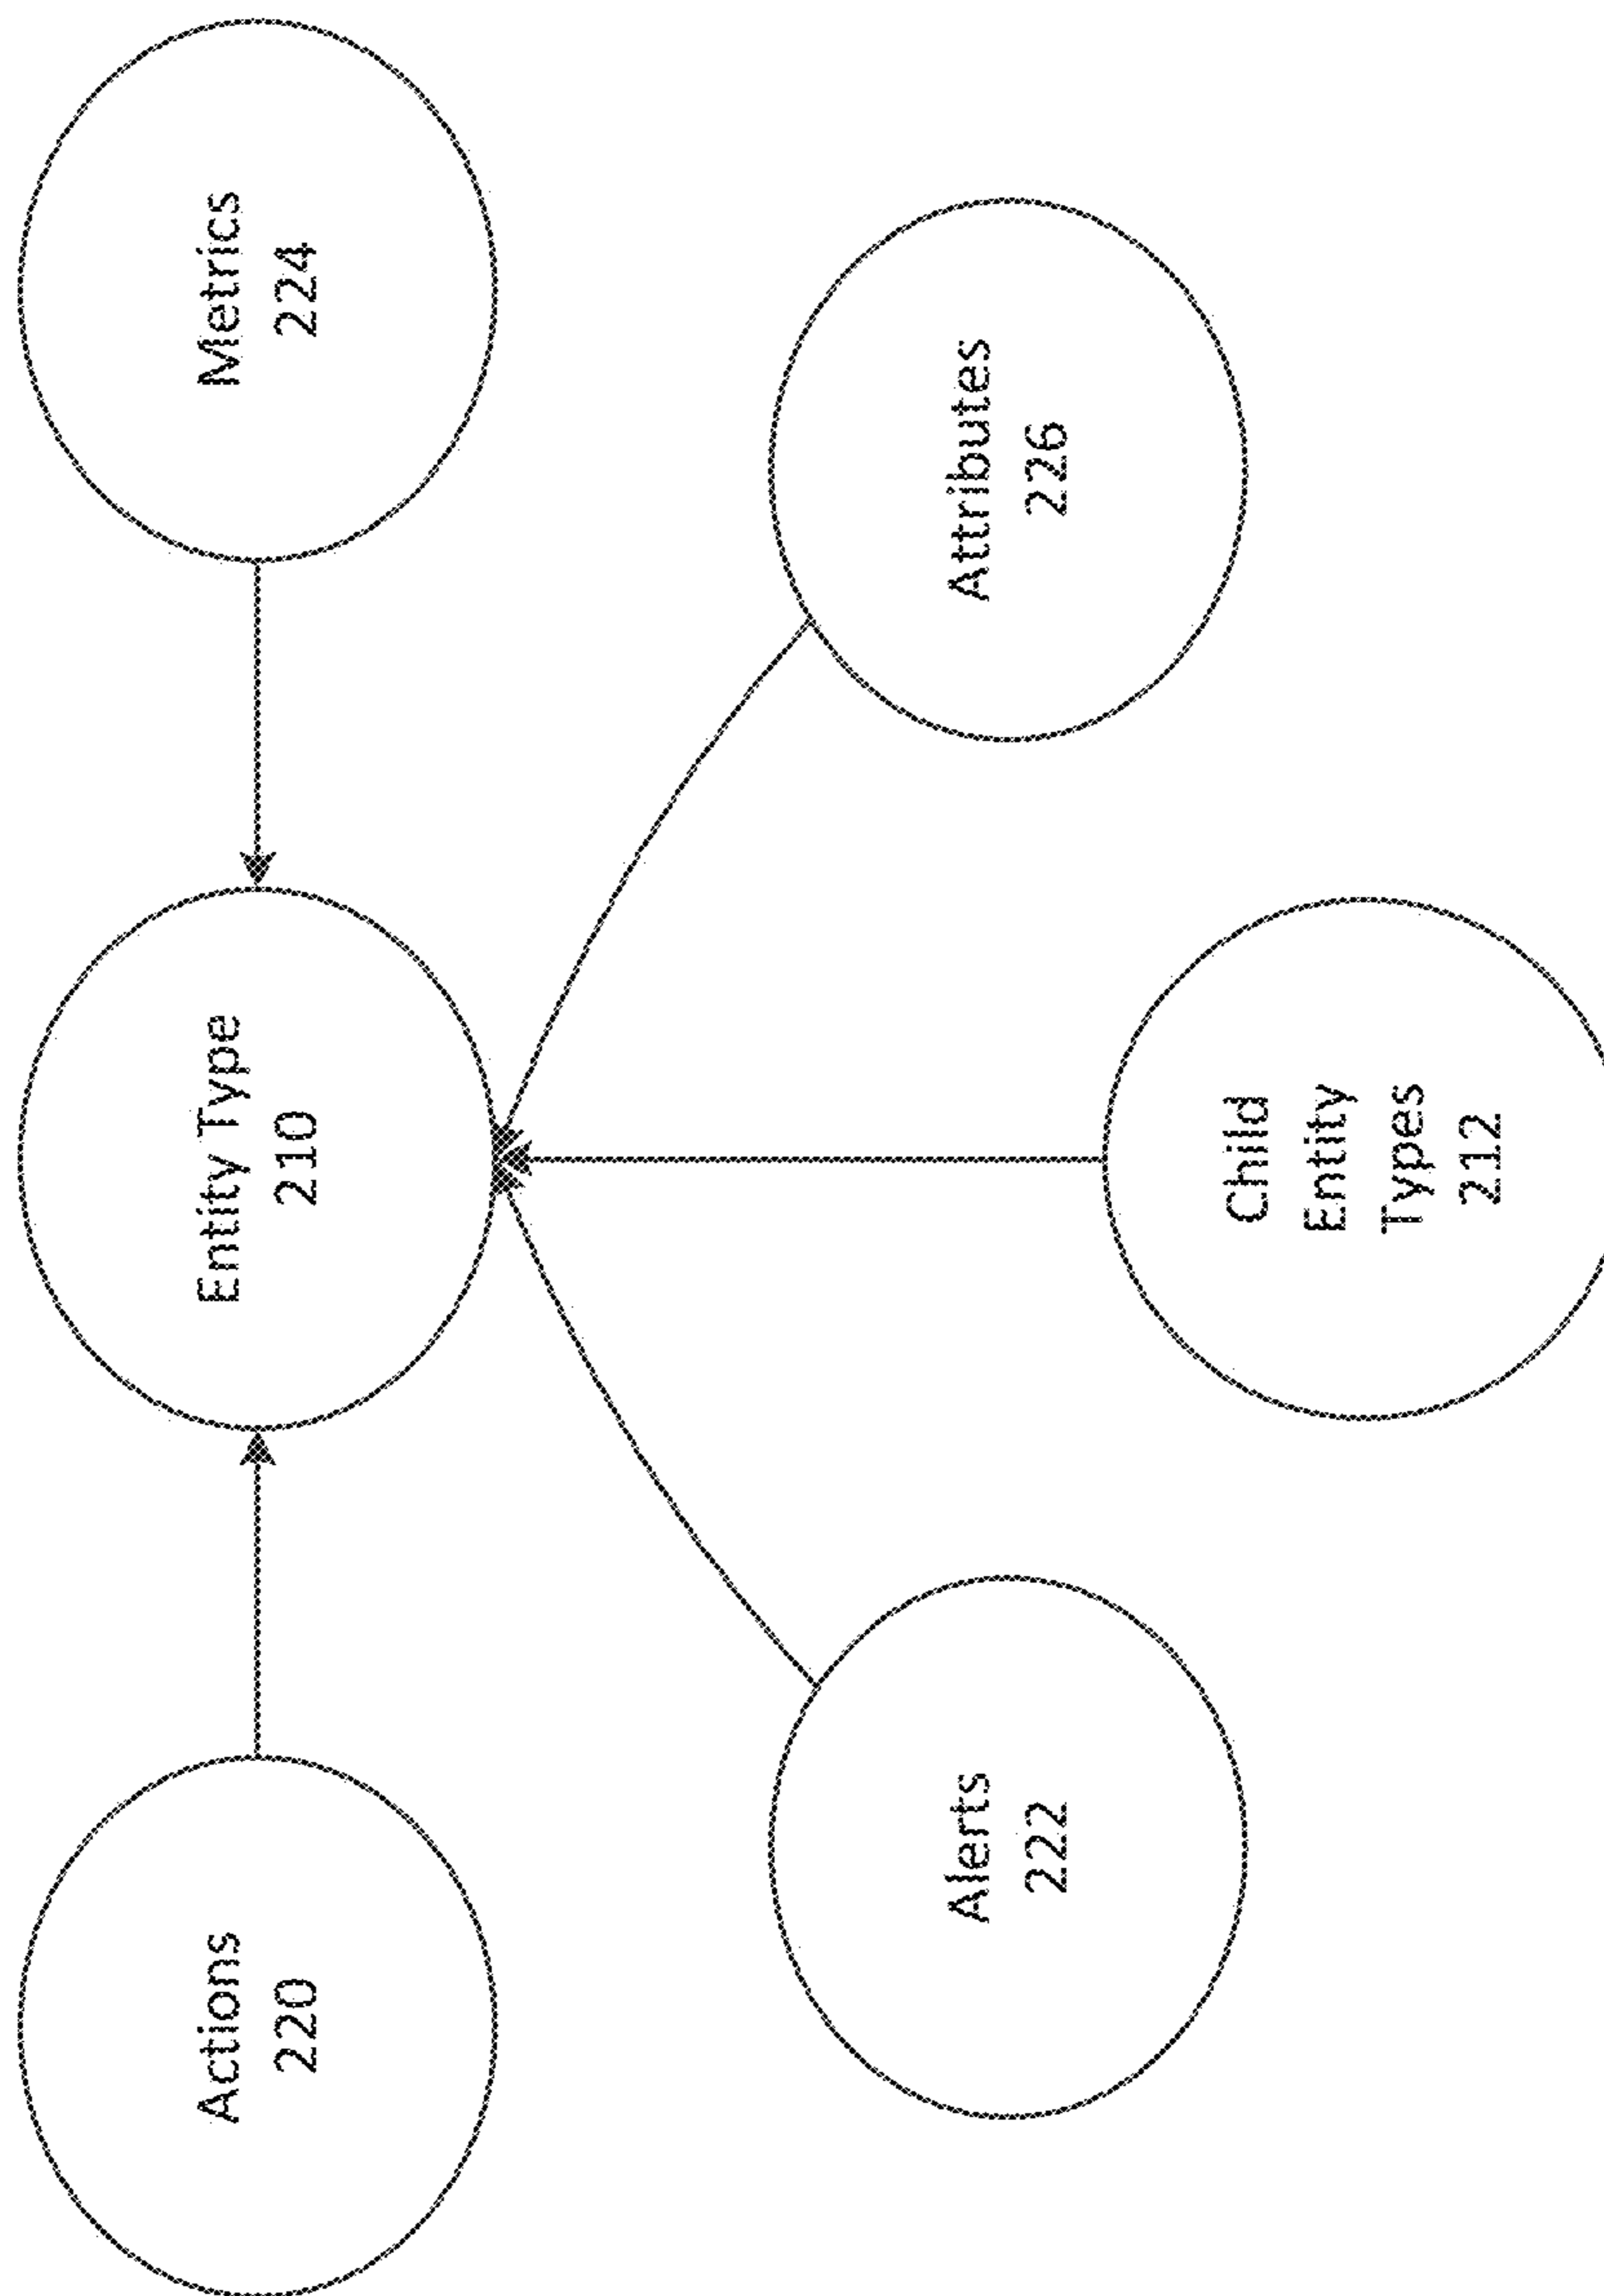 Actions
220
Entity Type
210
Metrics
224
Alerts
222
Attributes
226
Child
Entity
Types
212